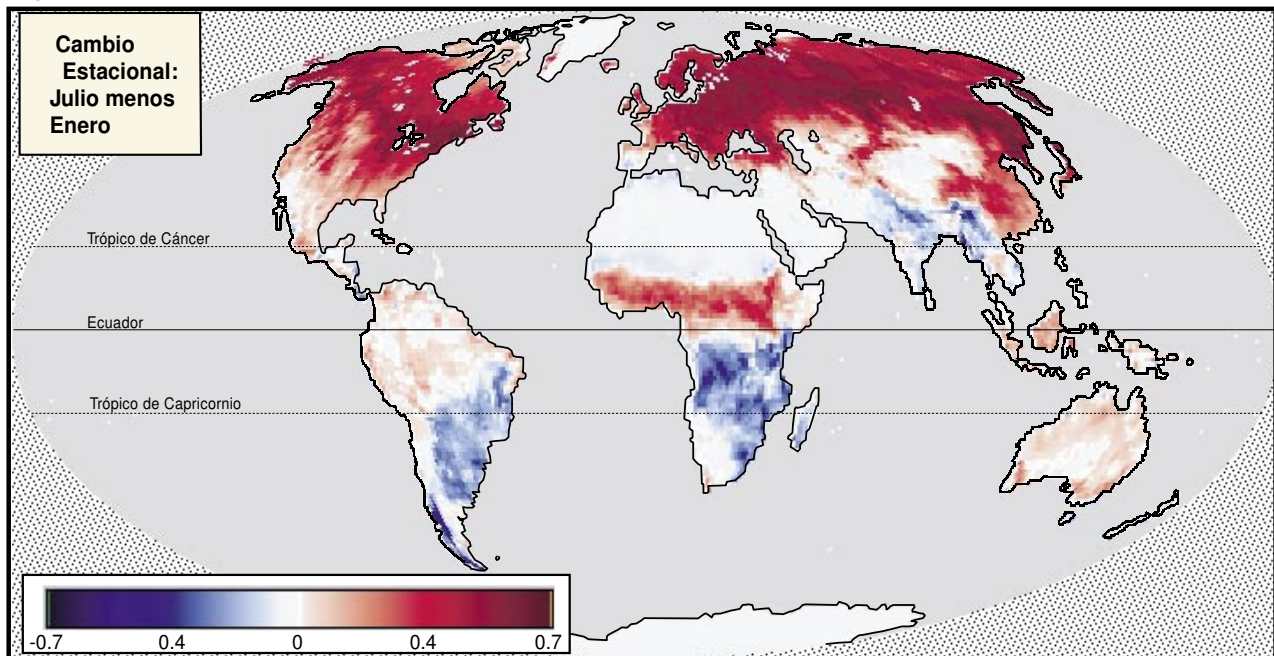 Cambio
Estacional:
Julio menos
Enero
Trópico de Cáncer
Ecuador
Trópico de Capricornio
-0.7 0.4 0 0.4 0.7